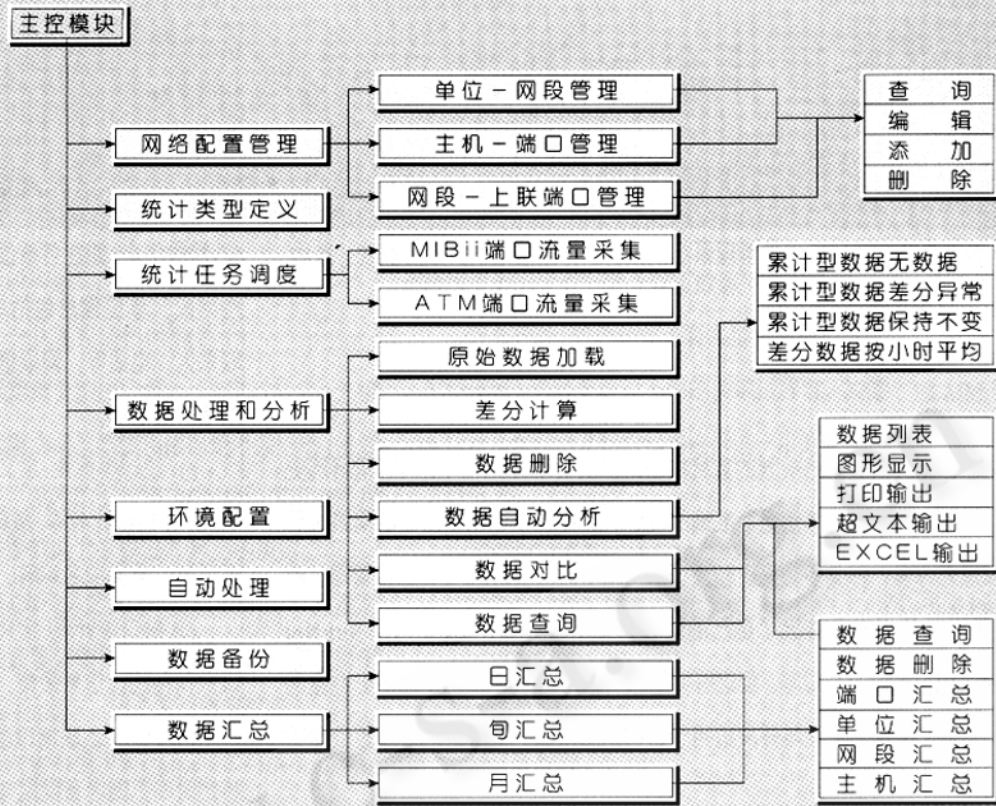 主控模块
网络配置管理
统计类型定义
统计任务调度
数据处理和分析
环境配置
自动处理
数据备份
数据汇总
单位－网段管理
主机－端口管理
网段－上联端口管理
MIBii端口流量采集
ATM端口流量采集
原始数据加载
差分计算
数据删除
数据自动分析
数据对比
数据查询
日汇总
旬汇总
月汇总
查询
编辑
添加
删除
累计型数据无数据
累计型数据差分异常
累计型数据保持不变
差分数据按小时平均
数据列表
图形显示
打印输出
超文本输出
EXCEL输出
数据查询
数据删除
端口汇总
单位汇总
网段汇总
主机汇总